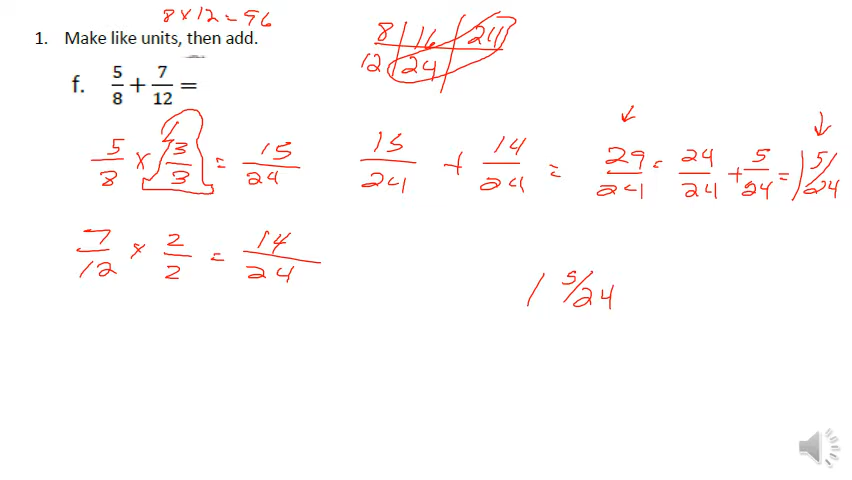 8 x 12 = 96
8 | 16 | 24
12 | 24
1. Make like units, then add.
f. 5/8 + 7/12 =
5/8 x 3/3 = 15/24
15/24 + 14/24 = 29/24 = 24/24 + 5/24 = 1 5/24
7/12 x 2/2 = 14/24
1 5/24